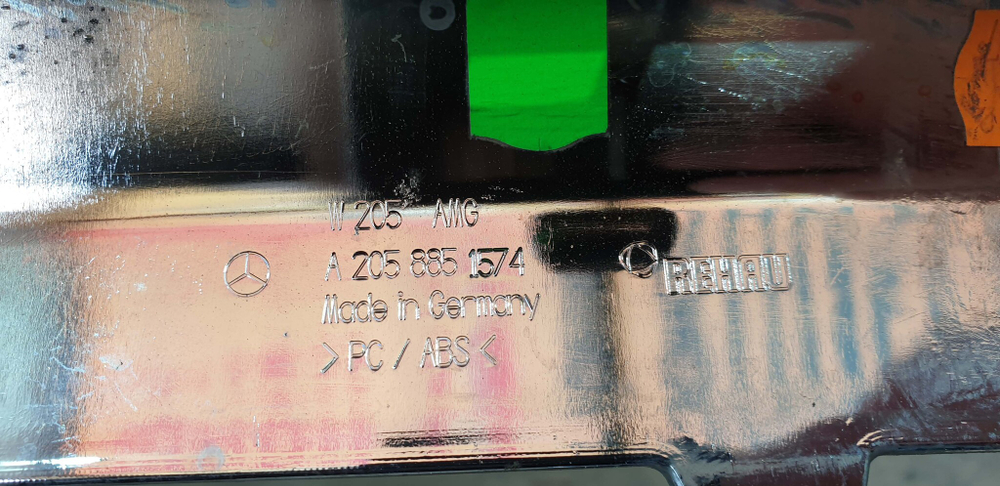 W 205 AMG
A 205 885 1574
Made in Germany
>PC / ABS<
REHAU